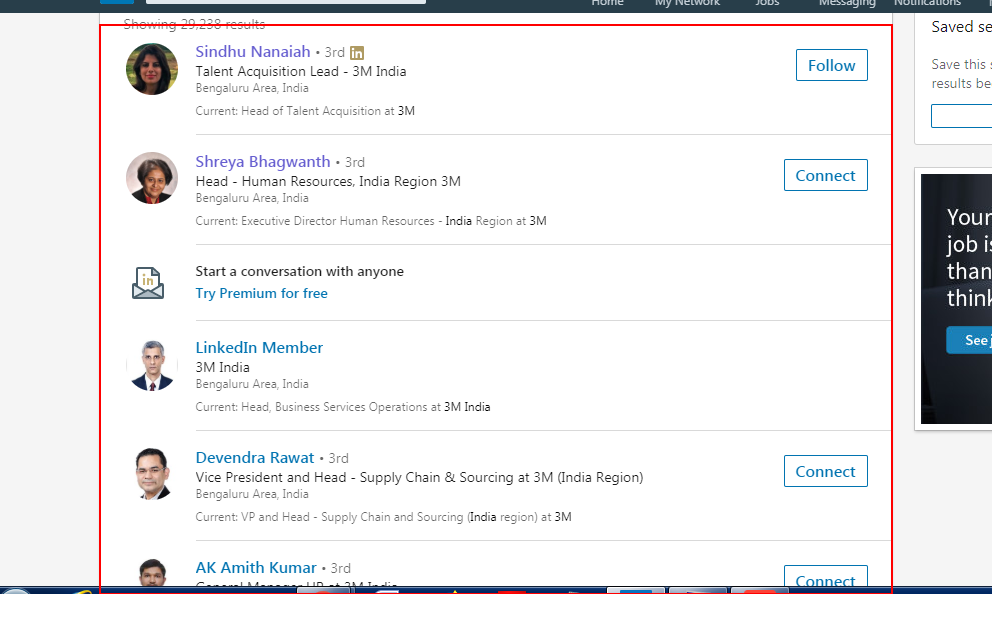 Home My Network Jobs Messaging Notifications
Showing 29,238 results
Sindhu Nanaiah • 3rd in
Talent Acquisition Lead - 3M India
Bengaluru Area, India
Current: Head of Talent Acquisition at 3M
Follow
Shreya Bhagwanth • 3rd
Head - Human Resources, India Region 3M
Bengaluru Area, India
Current: Executive Director Human Resources - India Region at 3M
Connect
in
Start a conversation with anyone
Try Premium for free
LinkedIn Member
3M India
Bengaluru Area, India
Current: Head, Business Services Operations at 3M India
Devendra Rawat • 3rd
Vice President and Head - Supply Chain & Sourcing at 3M (India Region)
Bengaluru Area, India
Current: VP and Head - Supply Chain and Sourcing (India region) at 3M
Connect
AK Amith Kumar • 3rd
General Manager HR at 3M India
Connect
Saved se
Save this s
results be
Your
job is
than
think
See j